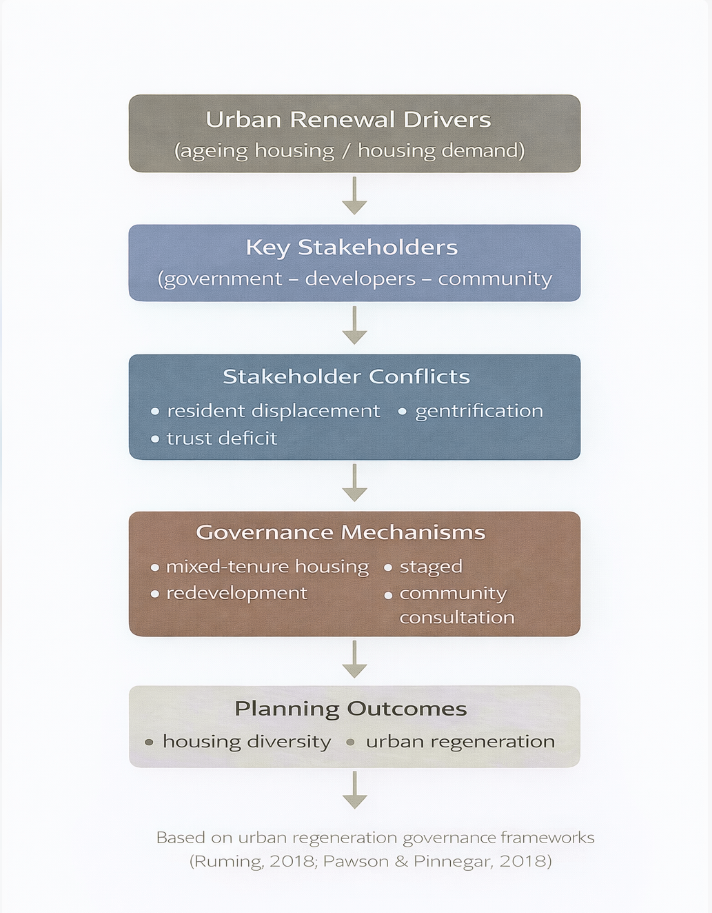 Urban Renewal Drivers
(ageing housing / housing demand)
Key Stakeholders
(government – developers – community
Stakeholder Conflicts
• resident displacement • gentrification
• trust deficit
Governance Mechanisms
• mixed-tenure housing • staged
• redevelopment • community
consultation
Planning Outcomes
• housing diversity • urban regeneration
Based on urban regeneration governance frameworks
(Ruming, 2018; Pawson & Pinnegar, 2018)